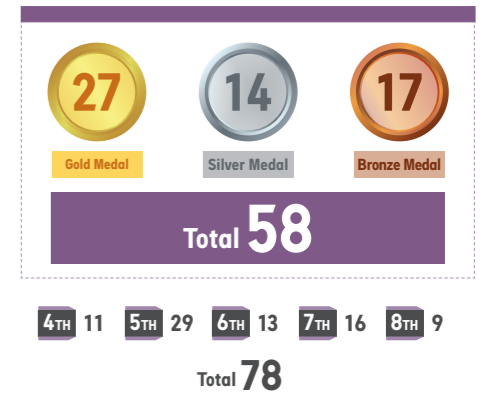 27 14 17
Gold Medal Silver Medal Bronze Medal
Total 58
4TH 11 5TH 29 6TH 13 7TH 16 8TH 9
Total 78